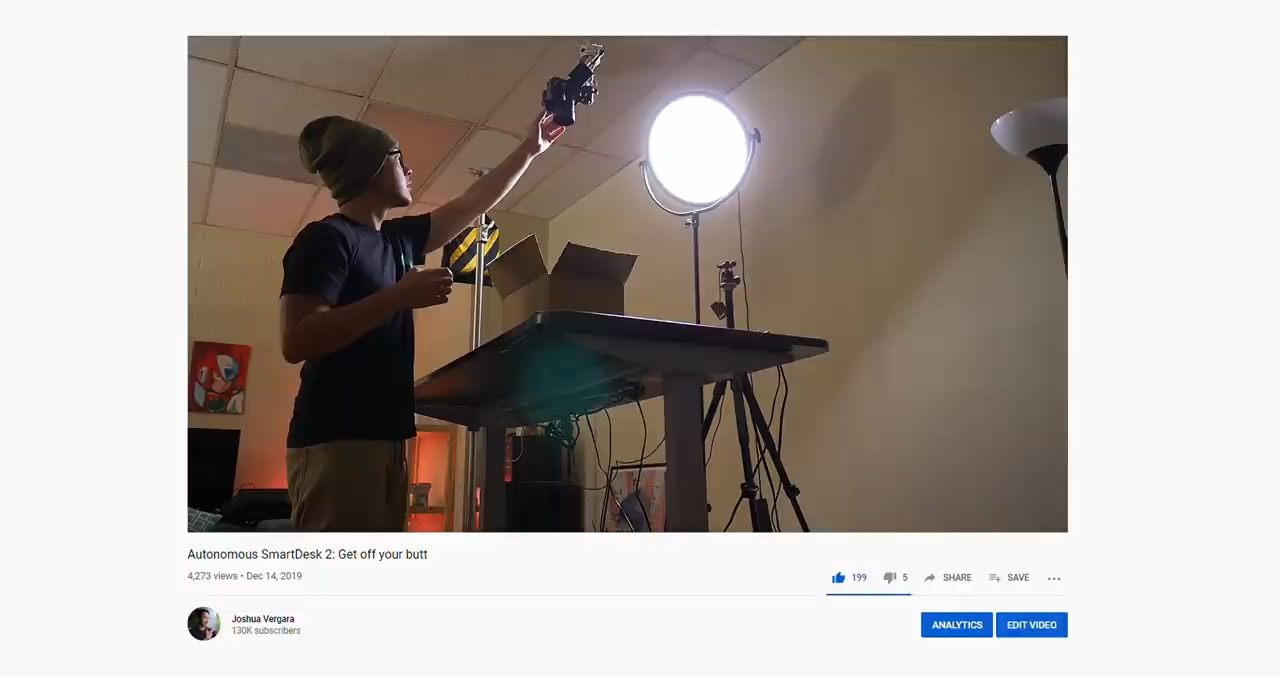 Autonomous SmartDesk 2: Get off your butt
4,273 views • Dec 14, 2019
199 5 SHARE SAVE
Joshua Vergara
130K subscribers
ANALYTICS EDIT VIDEO